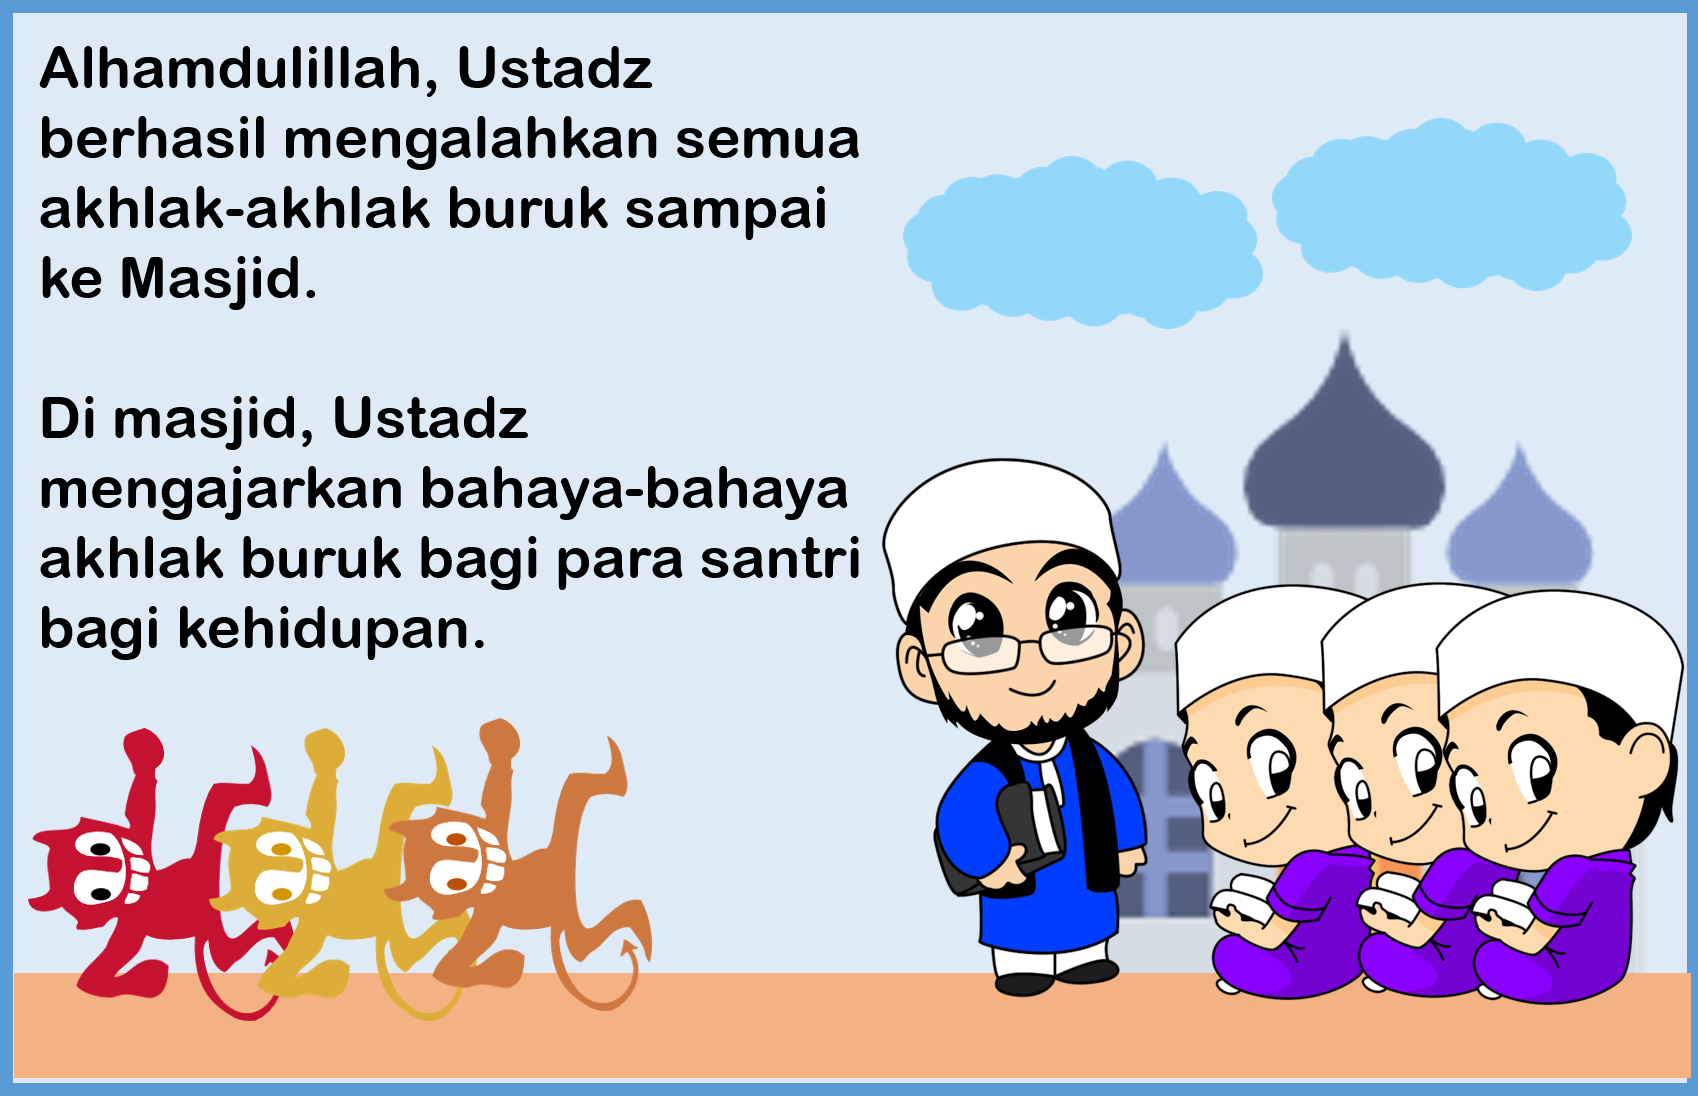 Alhamdulillah, Ustadz
berhasil mengalahkan semua
akhlak-akhlak buruk sampai
ke Masjid.
Di masjid, Ustadz
mengajarkan bahaya-bahaya
akhlak buruk bagi para santri
bagi kehidupan.